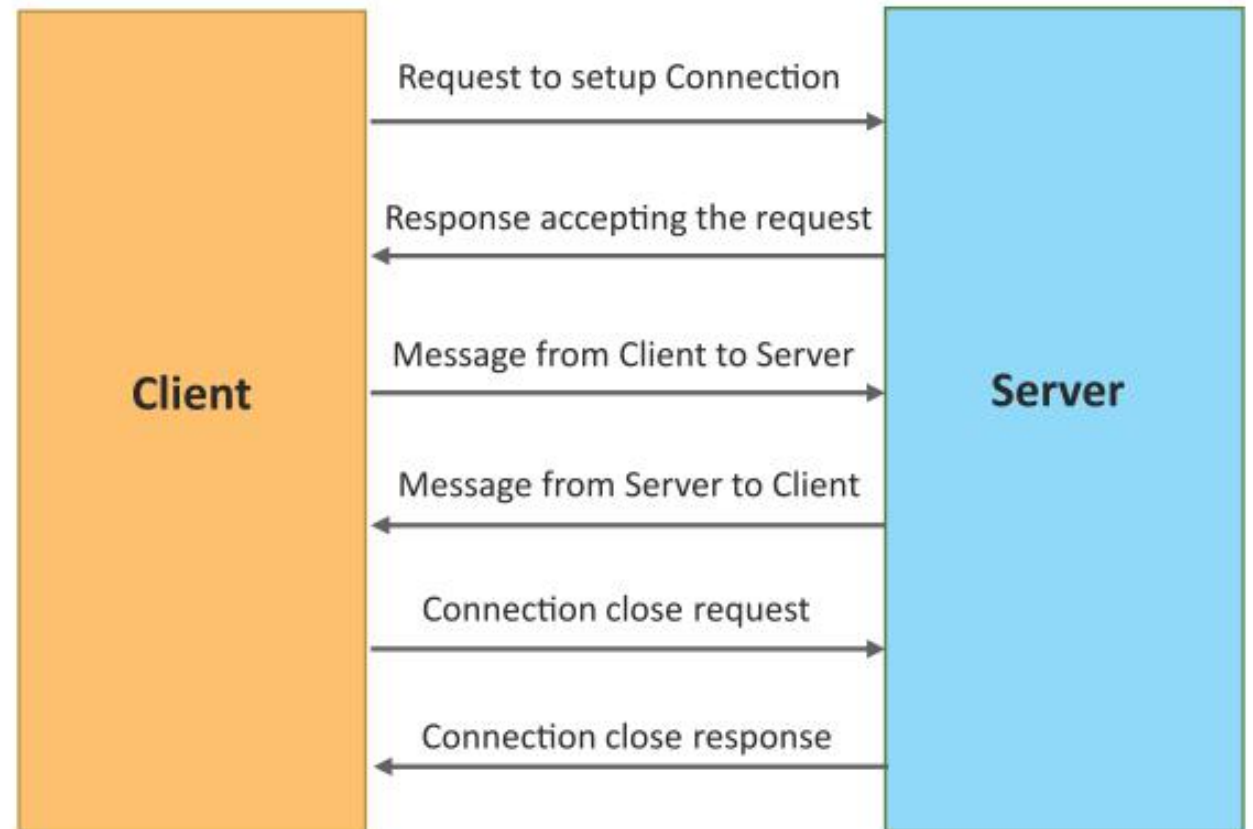 Request to setup Connection
Response accepting the request
Message from Client to Server
Client
Server
Message from Server to Client
Connection close request
Connection close response